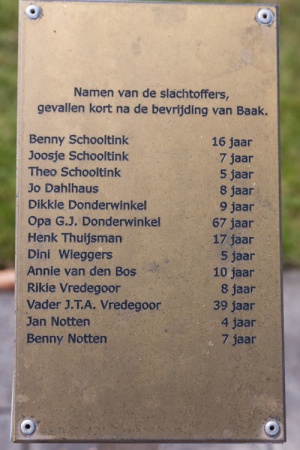 Namen van de slachtoffers,
gevallen kort na de bevrijding van Baak.
Benny Schooltink 16 jaar
Joosje Schooltink 7 jaar
Theo Schooltink 5 jaar
Jo Dahlhaus 8 jaar
Dikkie Donderwinkel 9 jaar
Opa G.J. Donderwinkel 67 jaar
Henk Thuijsman 17 jaar
Dini Wieggers 5 jaar
Annie van den Bos 10 jaar
Rikie Vredegoor 8 jaar
Vader J.T.A. Vredegoor 39 jaar
Jan Notten 4 jaar
Benny Notten 7 jaar